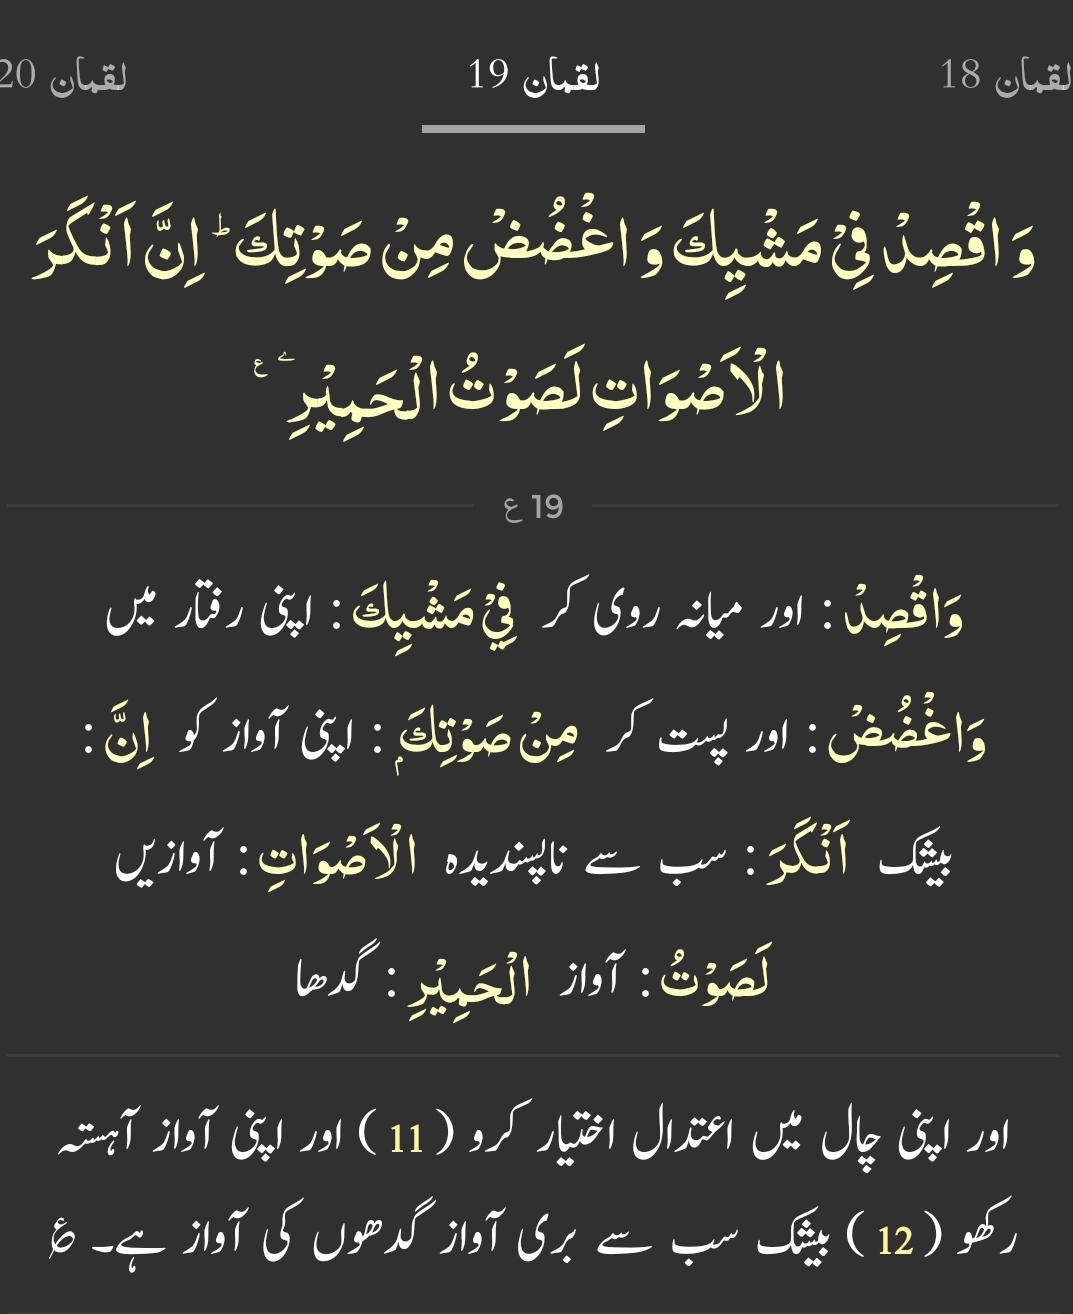 لقمان 18 لقمان 19 لقمان 20
وَ اقْصِدْ فِيْ مَشْيِكَ وَ اغْضُضْ مِنْ صَوْتِكَ ؕ اِنَّ اَنْكَرَ
الْاَصْوَاتِ لَصَوْتُ الْحَمِيْرِ ۧ
19 ع
وَاقْصِدْ : اور میانہ روی کر فِيْ مَشْيِكَ : اپنی رفتار میں
وَاغْضُضْ : اور پست کر مِنْ صَوْتِكَ ۭ : اپنی آواز کو اِنَّ :
بیشک اَنْكَرَ : سب سے ناپسندیدہ الْاَصْوَاتِ : آوازیں
لَصَوْتُ : آواز الْحَمِيْرِ : گدھا
اور اپنی چال میں اعتدال اختیار کرو ( 11 ) اور اپنی آواز آہستہ
رکھو ( 12 ) بیشک سب سے بری آواز گدھوں کی آواز ہے۔